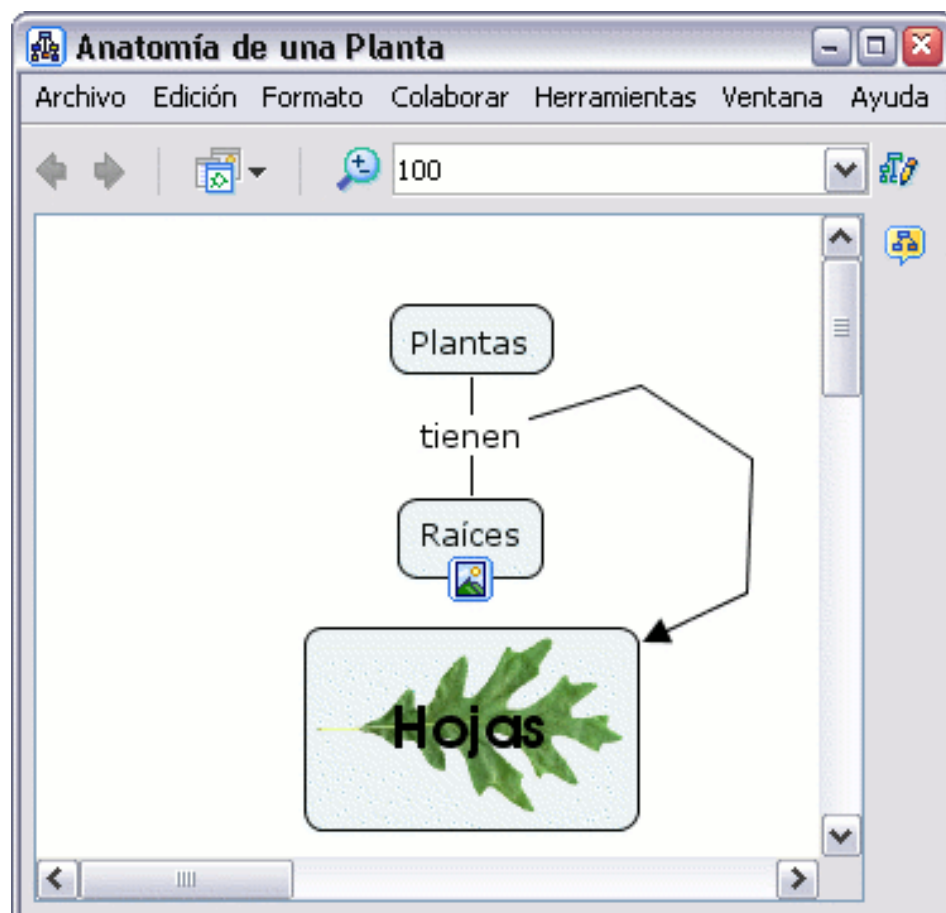 Anatomía de una Planta
Archivo Edición Formato Colaborar Herramientas Ventana Ayuda
100
Plantas
tienen
Raíces
Hojas